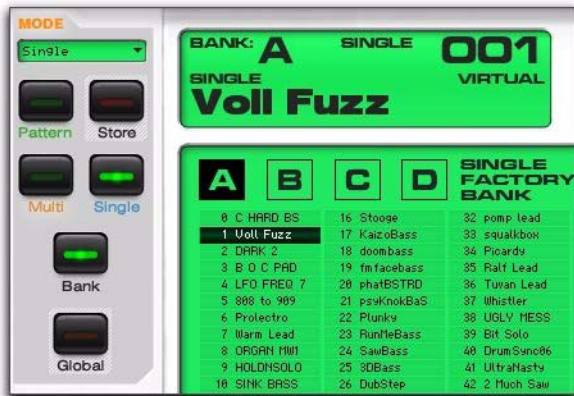 MODE
Single
Pattern
Store
Multi
Single
Bank
Global
BANK: A SINGLE 001
SINGLE VIRTUAL
Voll Fuzz
A B C D SINGLE FACTORY BANK
0 C HARD BS 16 Stooge 32 pomp lead
1 Voll Fuzz 17 KaizoBass 33 squalkbox
2 DARK 2 18 doombass 34 Picardy
3 B O C PAD 19 fmfacebass 35 Ralf Lead
4 LFO FREQ 7 20 phatBSTRD 36 Tuvan Lead
5 808 to 909 21 psyKnokBaS 37 Whistler
6 Prolectro 22 Plunky 38 UGLY MESS
7 Warm Lead 23 RunMeBass 39 Bit Solo
8 ORGAN MW1 24 SawBass 40 DrumSync06
9 HOLDNSOLO 25 3DBass 41 UltraNasty
10 SINK BASS 26 DubStep 42 2 Much Saw